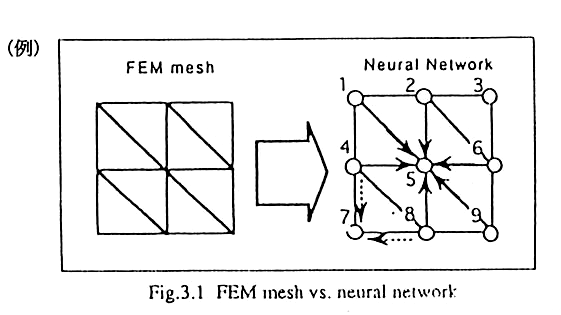 (例)
FEM mesh
Neural Network
1 2 3
4 5 6
7 8 9
Fig.3.1 FEM mesh vs. neural network